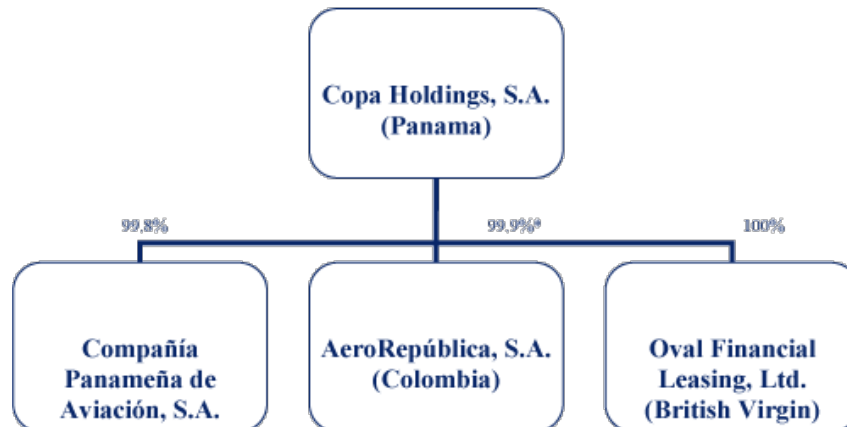 Copa Holdings, S.A.
(Panama)
99,8%
99,9%*
100%
Compañía
Panameña de
Aviación, S.A.
AeroRepública, S.A.
(Colombia)
Oval Financial
Leasing, Ltd.
(British Virgin)